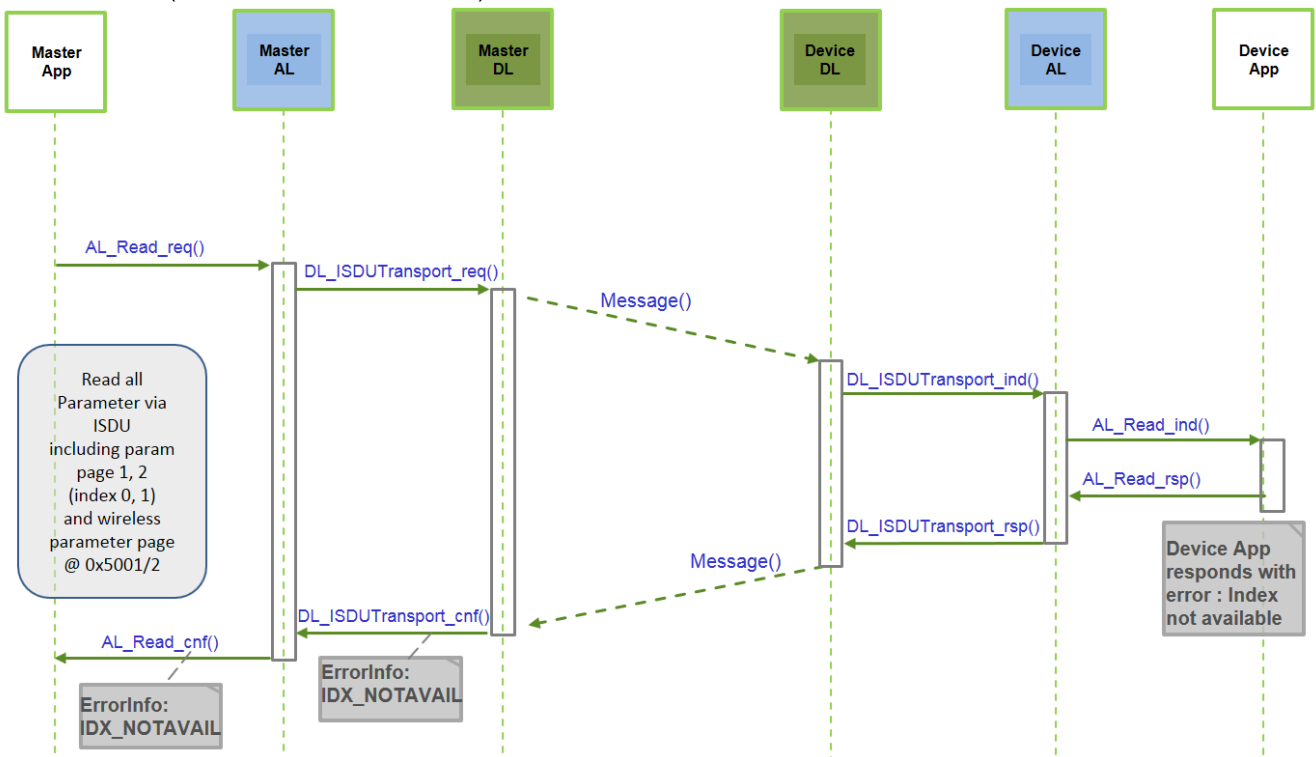 Master
App
Master
AL
Master
DL
Device
DL
Device
AL
Device
App
AL_Read_req()
DL_ISDUTransport_req()
Message()
Read all
Parameter via
ISDU
including param
page 1, 2
(index 0, 1)
and wireless
parameter page
@ 0x5001/2
DL_ISDUTransport_ind()
AL_Read_ind()
AL_Read_rsp()
DL_ISDUTransport_rsp()
Device App
responds with
error : Index
not available
Message()
DL_ISDUTransport_cnf()
AL_Read_cnf()
ErrorInfo:
IDX_NOTAVAIL
ErrorInfo:
IDX_NOTAVAIL